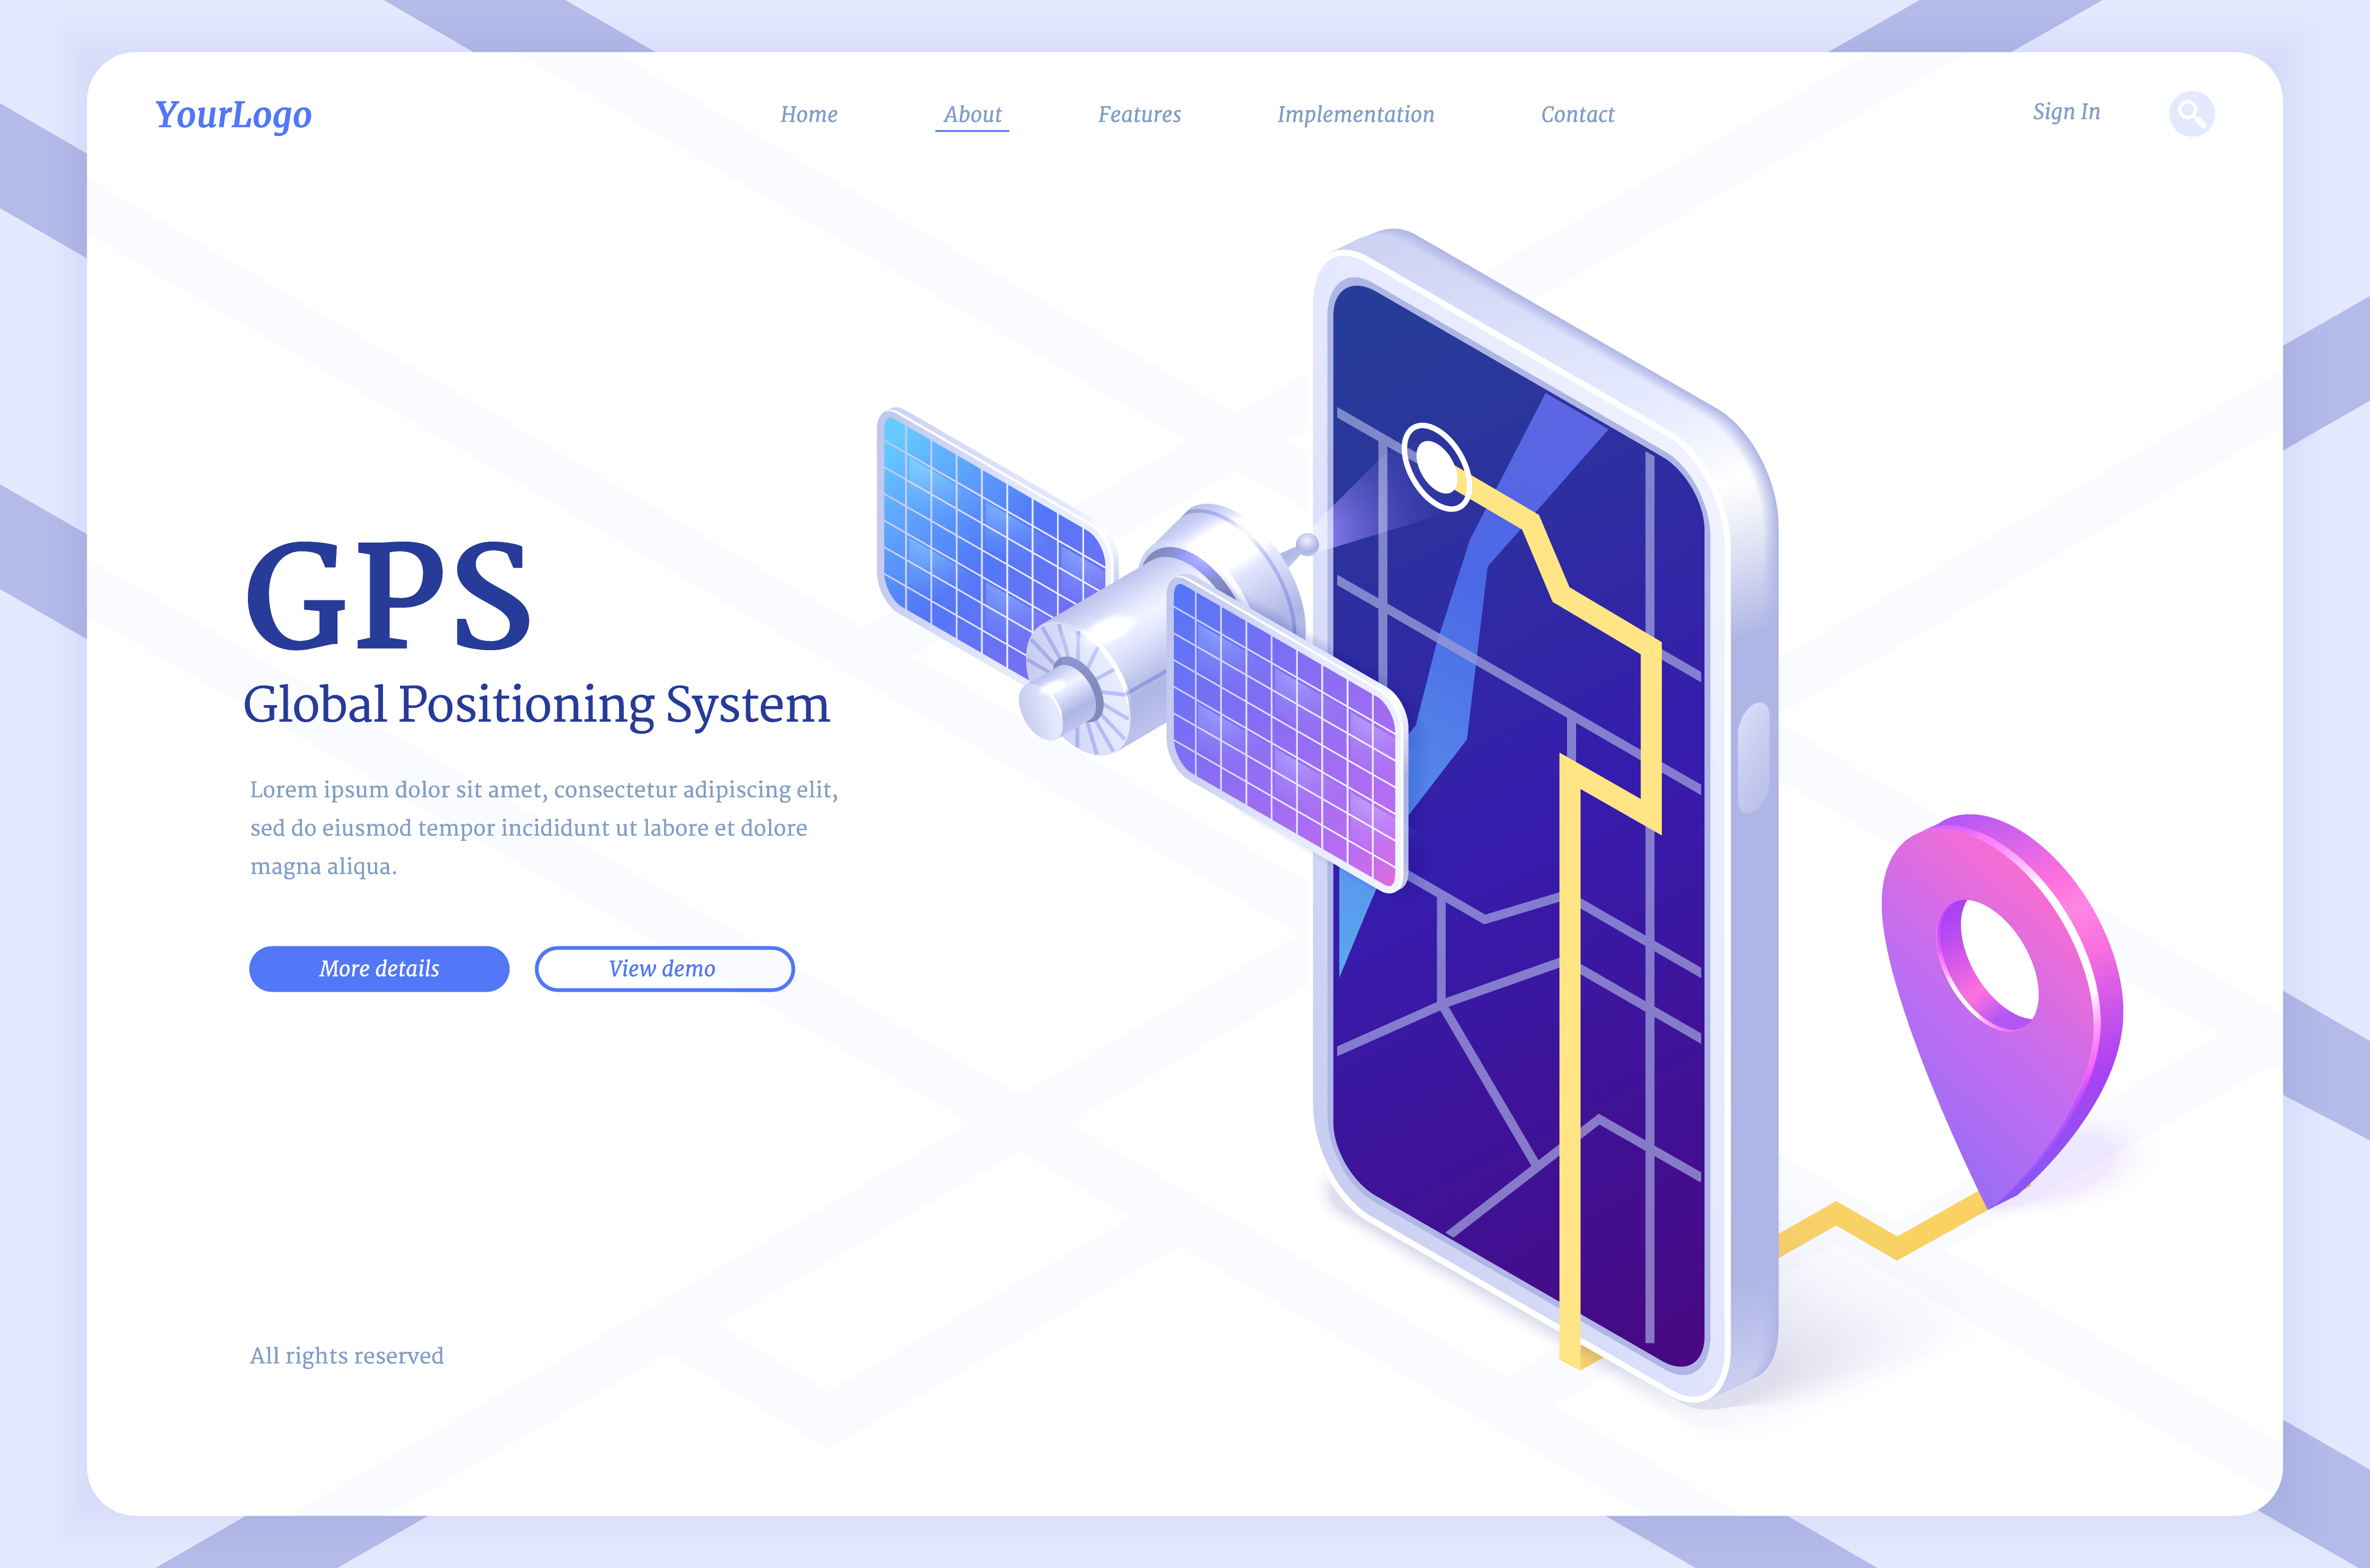 YourLogo
Home About Features Implementation Contact Sign In
GPS
Global Positioning System
Lorem ipsum dolor sit amet, consectetur adipiscing elit,
sed do eiusmod tempor incididunt ut labore et dolore
magna aliqua.
More details View demo
All rights reserved